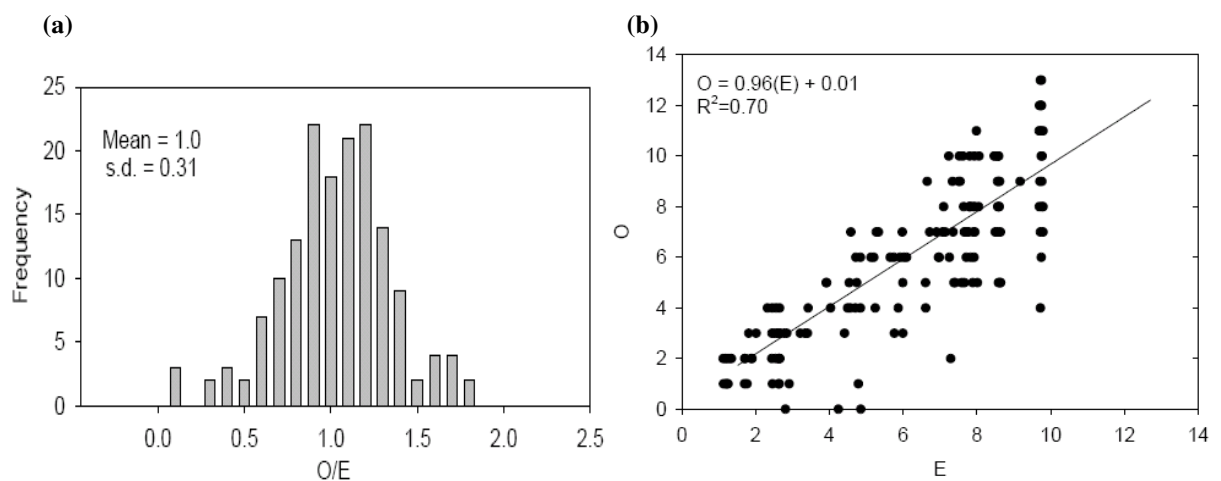 (a)
25
20
15
10
5
0
Frequency
Mean = 1.0
s.d. = 0.31
0.0 0.5 1.0 1.5 2.0 2.5
O/E
(b)
14
12
10
8
6
4
2
0
O
O = 0.96(E) + 0.01
R²=0.70
0 2 4 6 8 10 12 14
E